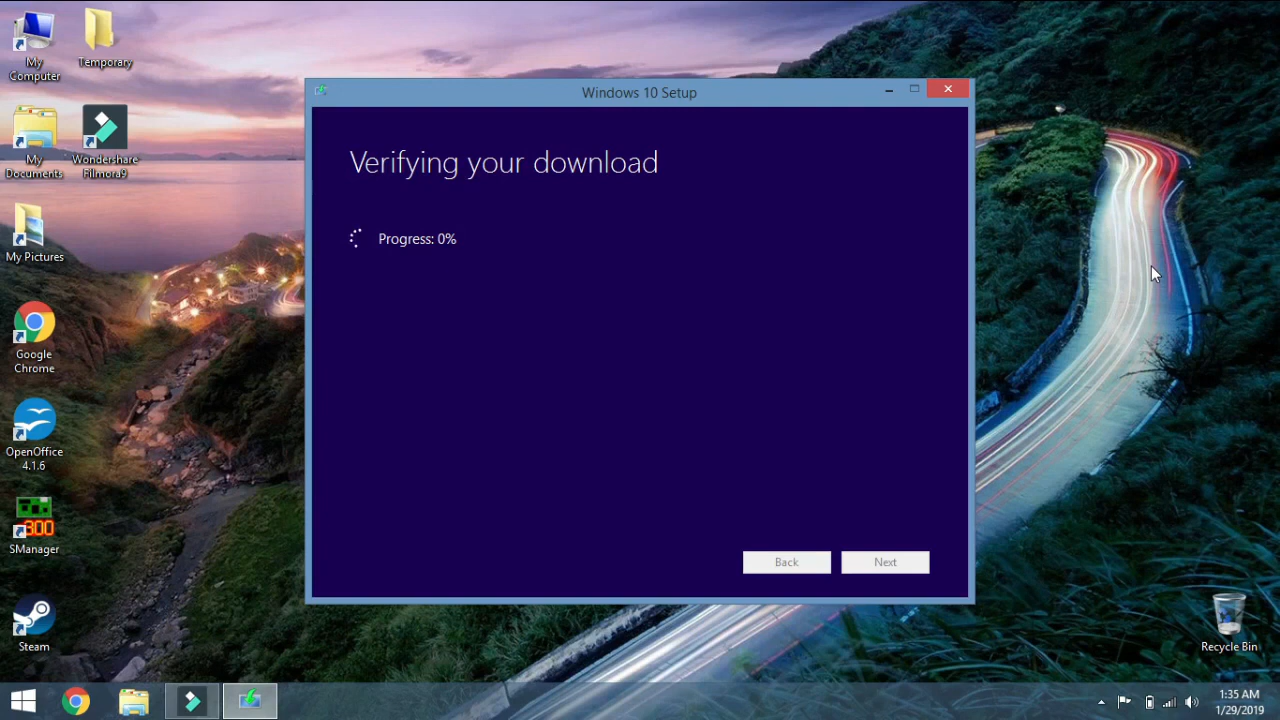 My
Computer
Temporary
My
Documents
Wondershare
Filmora9
My Pictures
Google
Chrome
OpenOffice
4.1.6
300
SManager
Steam
Windows 10 Setup
Verifying your download
Progress: 0%
Back
Next
Recycle Bin
1:35 AM
1/29/2019